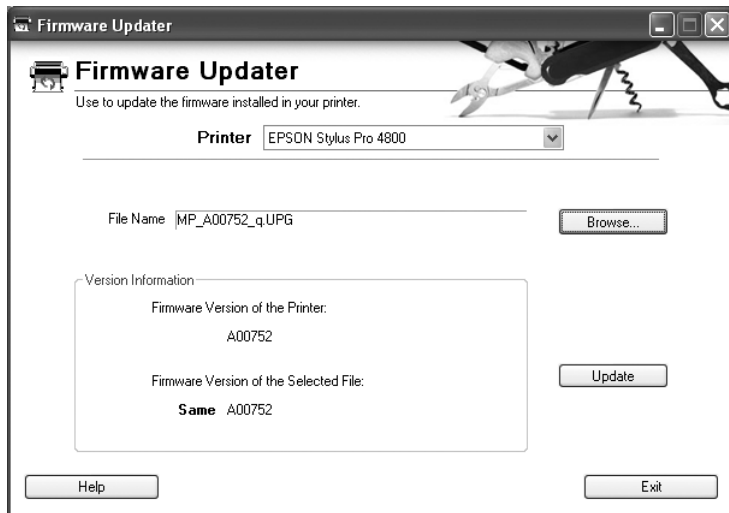 Firmware Updater
Firmware Updater
Use to update the firmware installed in your printer.
Printer EPSON Stylus Pro 4800
File Name MP_A00752_q.UPG Browse...
Version Information
Firmware Version of the Printer:
A00752
Firmware Version of the Selected File:
Update
Same A00752
Help Exit